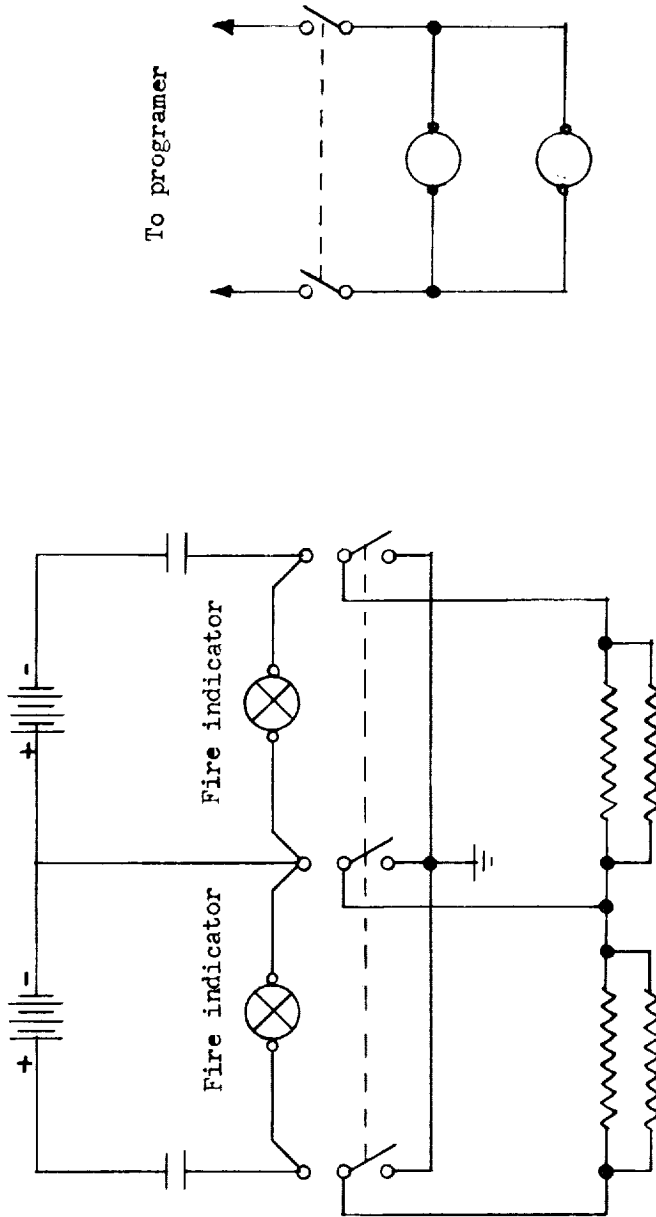 To programer
+ -
Fire indicator
+ -
Fire indicator